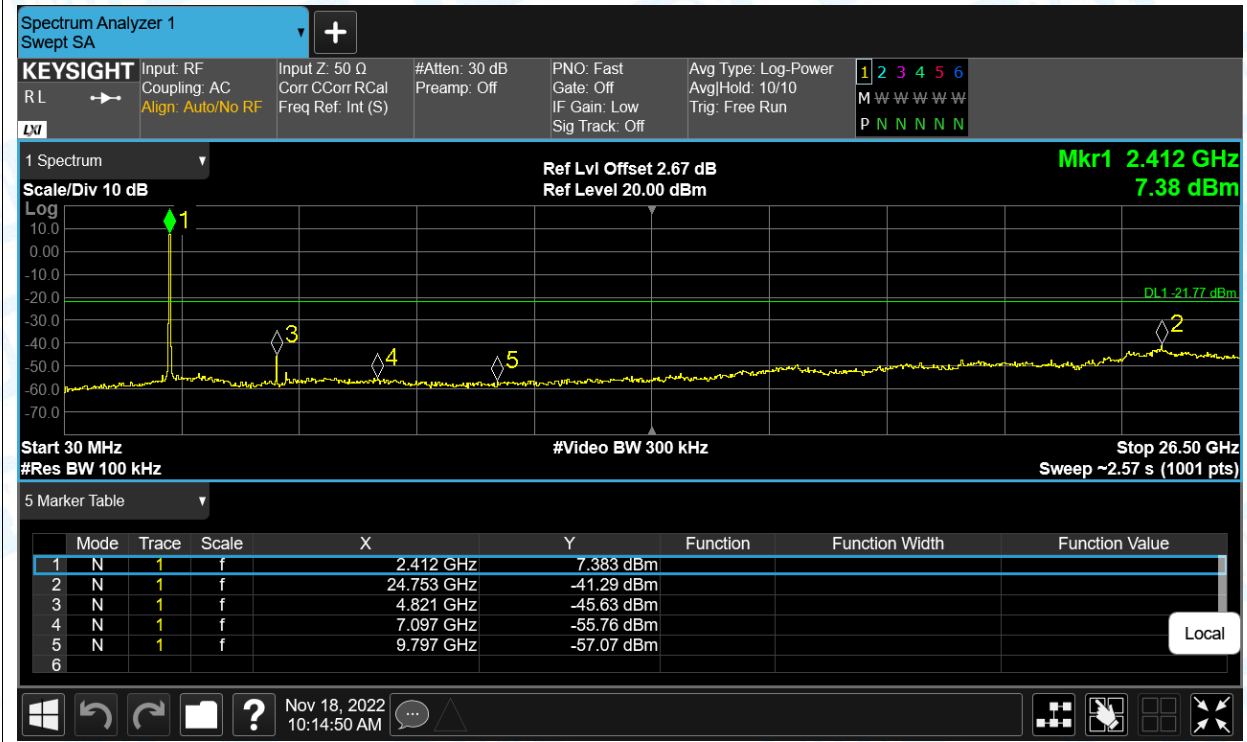 Spectrum Analyzer 1
Swept SA
+
KEYSIGHT Input: RF Input Z: 50 Ω #Atten: 30 dB PNO: Fast Avg Type: Log-Power 1 2 3 4 5 6
R L Coupling: AC Corr CCorr RCal Preamp: Off Gate: Off Avg|Hold: 10/10 M W W W W W W
Align: Auto/No RF Freq Ref: Int (S) IF Gain: Low Trig: Free Run
LXI Sig Track: Off P N N N N N N
1 Spectrum Ref Lvl Offset 2.67 dB Mkr1 2.412 GHz
Scale/Div 10 dB Ref Level 20.00 dBm 7.38 dBm
Log
10.0
0.00
-10.0
-20.0
-30.0
-40.0
-50.0
-60.0
-70.0
1
DL1 -21.77 dBm
2
3
4
5
Start 30 MHz #Video BW 300 kHz Stop 26.50 GHz
#Res BW 100 kHz Sweep ~2.57 s (1001 pts)
5 Marker Table
Mode Trace Scale X Y Function Function Width Function Value
1 N 1 f 2.412 GHz 7.383 dBm
2 N 1 f 24.753 GHz -41.29 dBm
3 N 1 f 4.821 GHz -45.63 dBm
4 N 1 f 7.097 GHz -55.76 dBm
5 N 1 f 9.797 GHz -57.07 dBm
6
Local
? Nov 18, 2022
10:14:50 AM